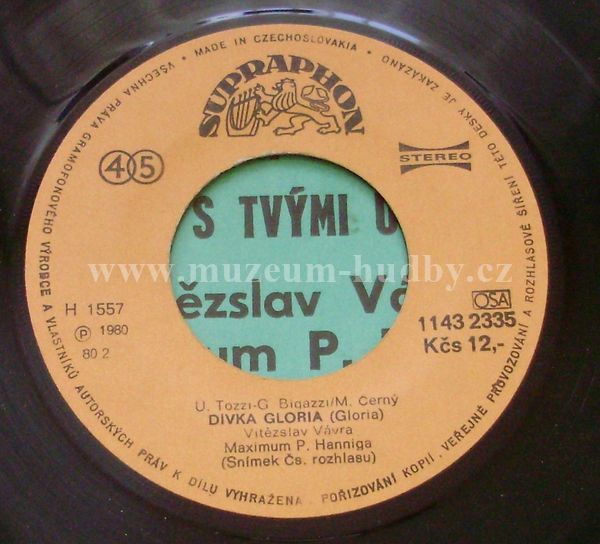 VŠECHNA PRÁVA GRAMOFONOVÉHO VÝROBCE A VLASTNÍKŮ AUTORSKÝCH PRÁV K DÍLU VYHRAŽENA. POŘIZOVÁNÍ KOPIÍ, VEŘEJNÉ PROVOZOVÁNÍ A ROZHLASOVÉ ŠÍŘENÍ TÉTO DESKY JE ZAKÁZÁNO • MADE IN CZECHOSLOVAKIA •
SUPRAPHON
45
STEREO
S TVÝMI
www.muzeum-hudby.cz
ězslav Vá
um P.
H 1557
℗ 1980
80 2
OSA
1143 2335
Kčs 12,-
U. Tozzi-G. Bigazzi/M. Černý
DÍVKA GLORIA (Gloria)
Vítězslav Vávra
Maximum P. Hanniga
(Snímek Čs. rozhlasu)